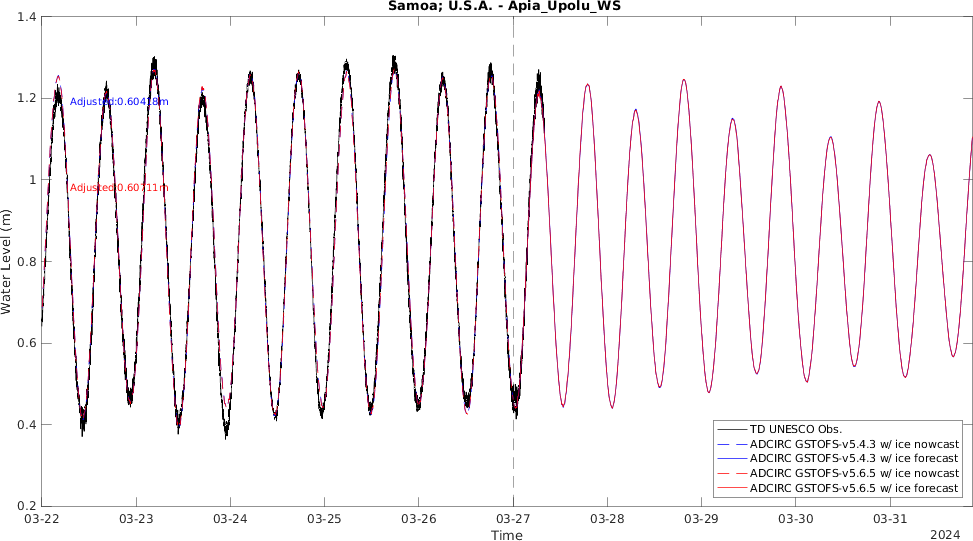 Samoa; U.S.A. - Apia_Upolu_WS
1.4
1.2
1
0.8
0.6
0.4
0.2
Water Level (m)
Adjusted:0.60418m
Adjusted:0.60711m
TD UNESCO Obs.
ADCIRC GSTOFS-v5.4.3 w/ ice nowcast
ADCIRC GSTOFS-v5.4.3 w/ ice forecast
ADCIRC GSTOFS-v5.6.5 w/ ice nowcast
ADCIRC GSTOFS-v5.6.5 w/ ice forecast
03-22 03-23 03-24 03-25 03-26 03-27 03-28 03-29 03-30 03-31
Time
2024